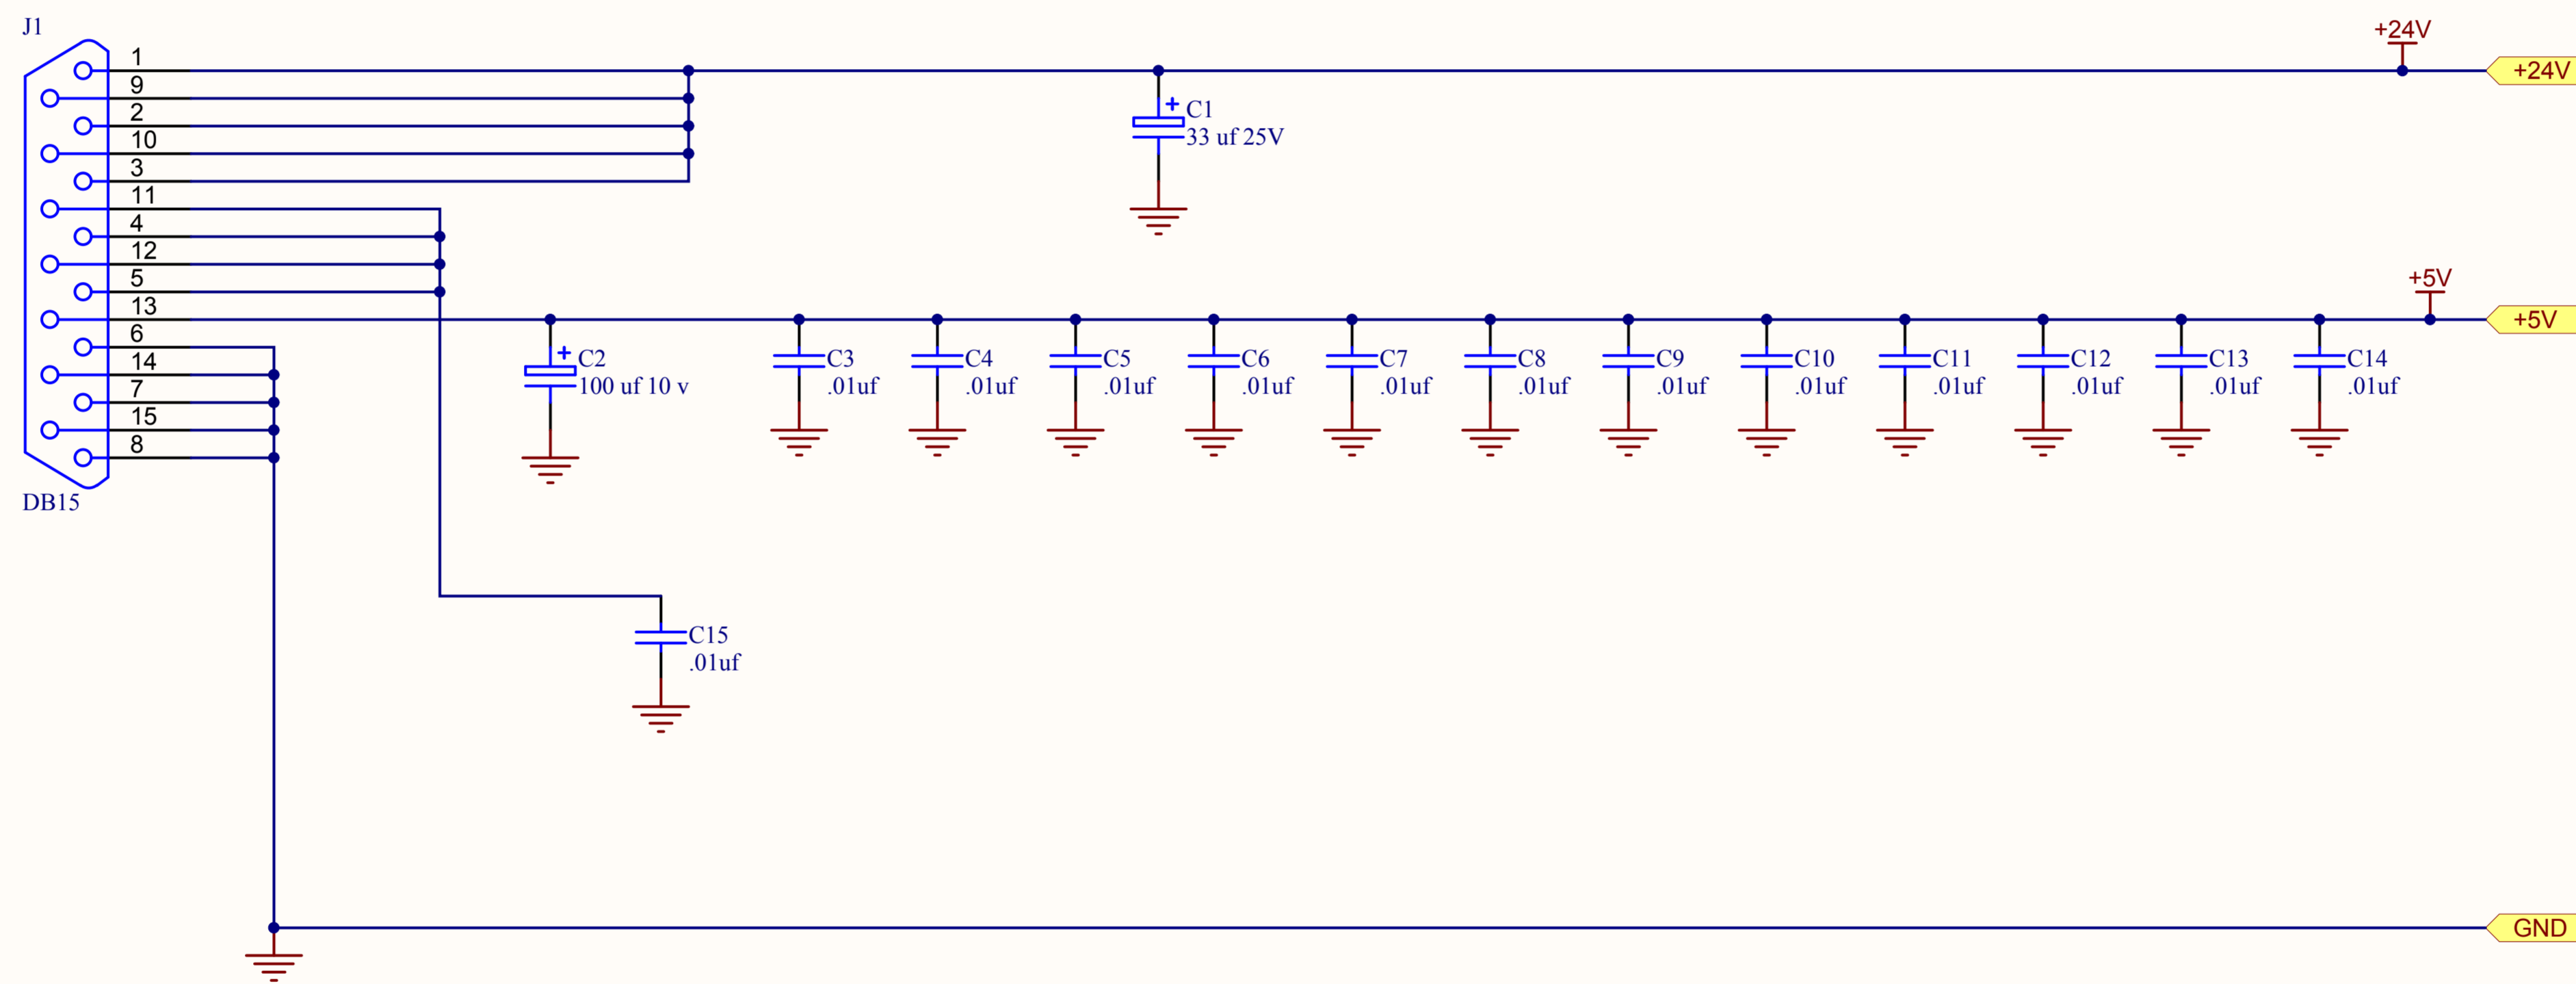 J1
1
9
2
10
3
11
4
12
5
13
6
14
7
15
8
DB15
+24V
+24V
+ C1
33 uf 25V
+5V
+5V
+ C2
100 uf 10 v
C3
.01uf
C4
.01uf
C5
.01uf
C6
.01uf
C7
.01uf
C8
.01uf
C9
.01uf
C10
.01uf
C11
.01uf
C12
.01uf
C13
.01uf
C14
.01uf
C15
.01uf
GND